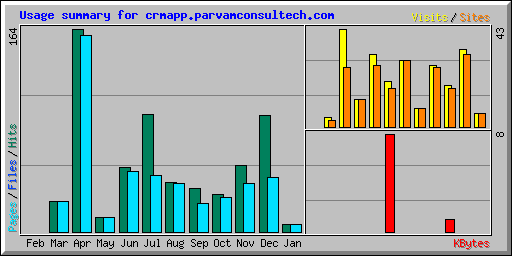 Usage summary for crmapp.parvamconsultech.com
Visits/Sites
164
43
Pages/Files/Hits
8
Feb Mar Apr May Jun Jul Aug Sep Oct Nov Dec Jan
KBytes